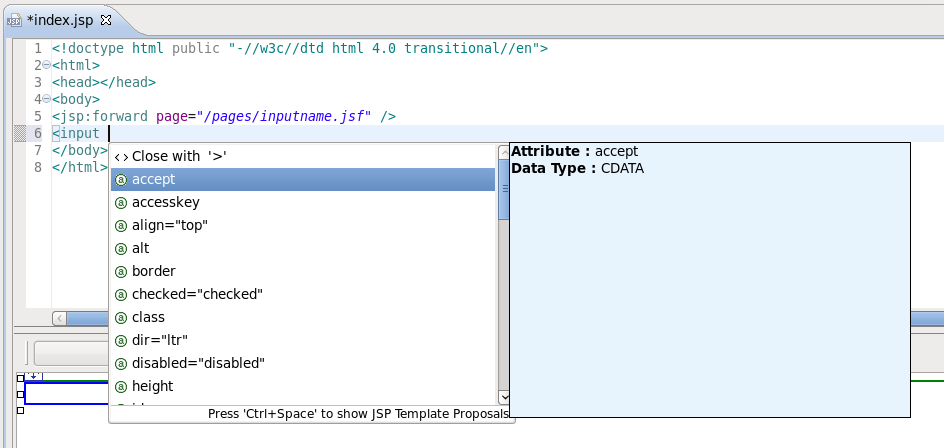 *index.jsp
1 <!doctype html public "-//w3c//dtd html 4.0 transitional//en">
2 <html>
3 <head></head>
4 <body>
5 <jsp:forward page="/pages/inputname.jsf" />
6 <input
7 </body>
8 </html>
< > Close with '>'
a accept
a accesskey
a align="top"
a alt
a border
a checked="checked"
a class
a dir="ltr"
a disabled="disabled"
a height
Press 'Ctrl+Space' to show JSP Template Proposals
Attribute : accept
Data Type : CDATA